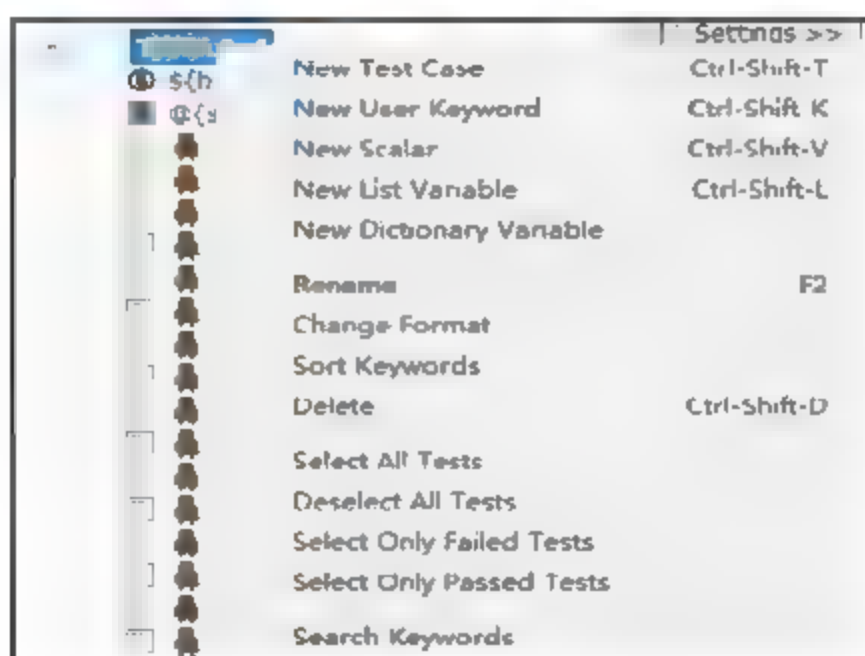 Settings >>
${h
@{s
New Test Case Ctrl-Shift-T
New User Keyword Ctrl-Shift-K
New Scalar Ctrl-Shift-V
New List Variable Ctrl-Shift-L
New Dictionary Variable
Rename F2
Change Format
Sort Keywords
Delete Ctrl-Shift-D
Select All Tests
Deselect All Tests
Select Only Failed Tests
Select Only Passed Tests
Search Keywords